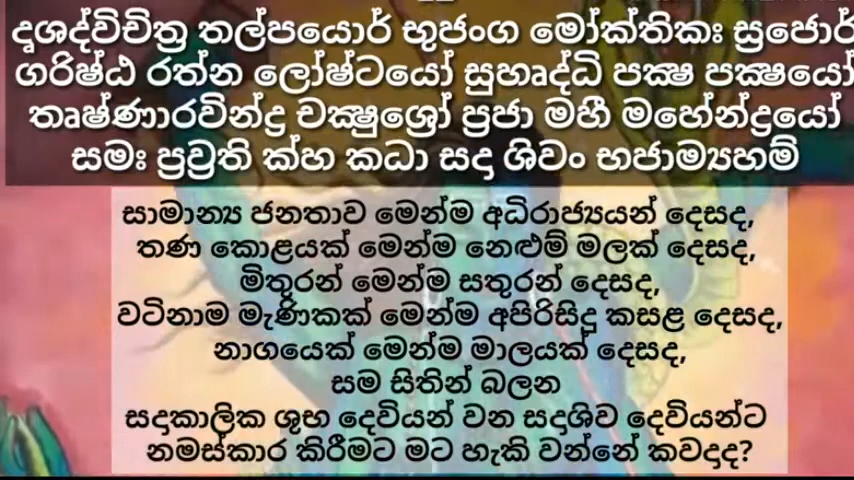 දෘශද්විචිත්‍ර තල්පයොර් භුජංග මෝක්තිකඃ ස්‍රජොර්
ගරිෂ්ඨ රත්න ලෝෂ්ටයෝ සුහෘද්ධි පක්‍ෂ පක්‍ෂයෝ
තෘෂ්ණාරවින්ද්‍ර චක්‍ෂුශ්‍රෝ ප්‍රජා මහී මහේන්ද්‍රයෝ
සමඃ ප්‍රව්‍රති ක්හ කධා සදා ශිවං භජාම්‍යහම්
සාමාන්‍ය ජනතාව මෙන්ම අධිරාජ්‍යයන් දෙසද,
තණ කොළයක් මෙන්ම නෙළුම් මලක් දෙසද,
මිතුරන් මෙන්ම සතුරන් දෙසද,
වටිනාම මැණිකක් මෙන්ම අපිරිසිදු කසළ දෙසද,
නාගයෙක් මෙන්ම මාලයක් දෙසද,
සම සිතින් බලන
සදාකාලික ශුභ දෙවියන් වන සදාශිව දෙවියන්ට
නමස්කාර කිරීමට මට හැකි වන්නේ කවදාද?